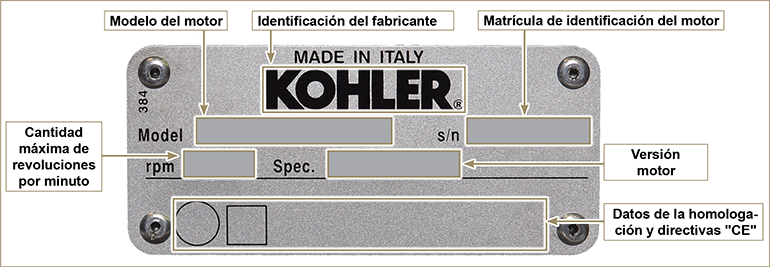 Modelo del motor
Identificación del fabricante
Matrícula de identificación del motor
MADE IN ITALY
KOHLER®
384
Model
s/n
Cantidad
máxima de
revoluciones
por minuto
rpm
Spec.
Versión
motor
Datos de la homologa-
ción y directivas "CE"